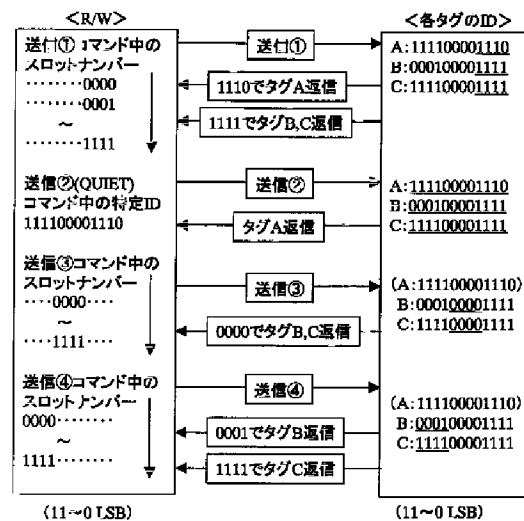 <R/W>
送信①コマンド中の
スロットナンバー
‥‥‥‥0000
‥‥‥‥0001
~
‥‥‥‥1111
送信②(QUIET)
コマンド中の特定ID
111100001110
送信③コマンド中の
スロットナンバー
‥‥0000‥‥
~
‥‥1111‥‥
送信④コマンド中の
スロットナンバー
0000‥‥‥‥
~
1111‥‥‥‥
(11~0 LSB)
送信①
1110でタグA返信
1111でタグB,C返信
送信②
タグA返信
送信③
0000でタグB,C返信
送信④
0001でタグB返信
1111でタグC返信
<各タグのID>
A:111100001110
B:000100001111
C:111100001111
A:111100001110
B:000100001111
C:111100001111
(A:111100001110)
B:000100001111
C:111100001111
(A:111100001110)
B:000100001111
C:111100001111
(11~0 LSB)